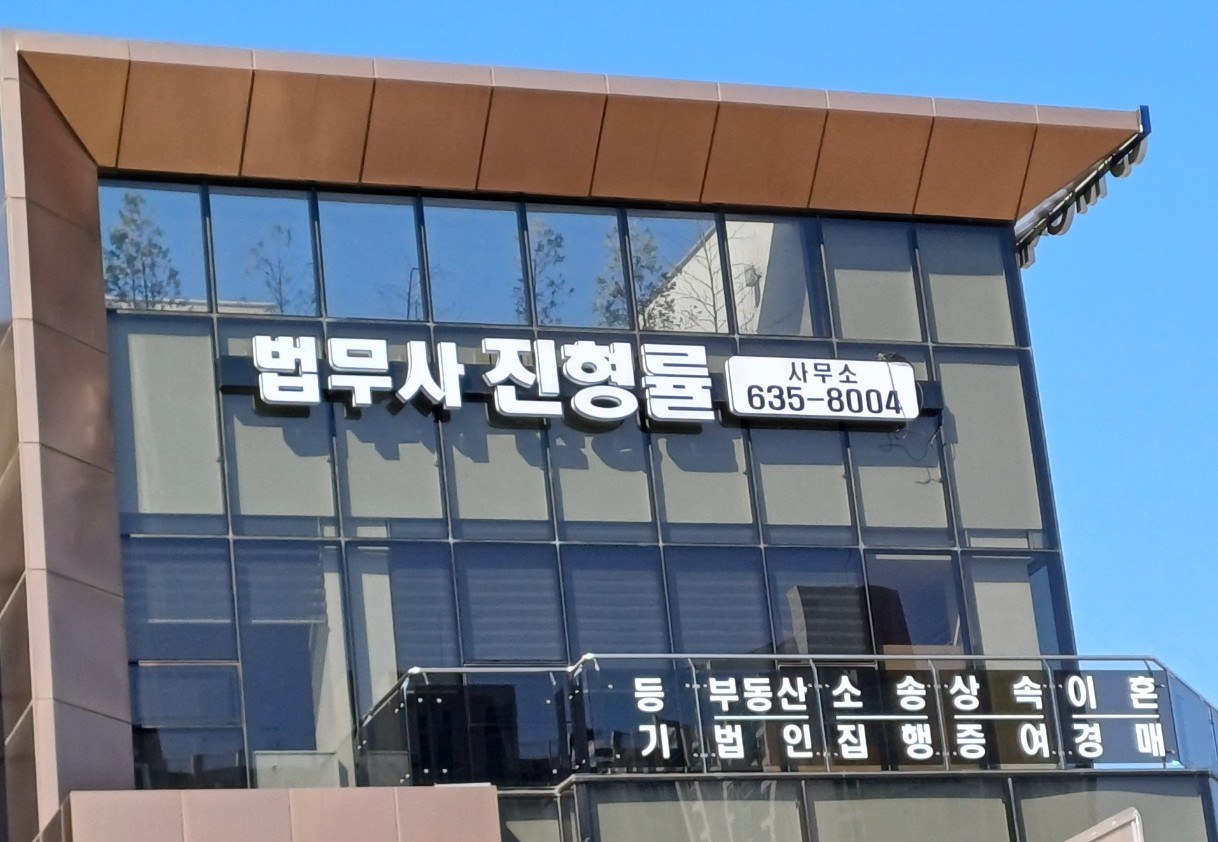 법무사 진형률 사무소
635-8004
등 부동산 소 송 상 속 이 혼
기 법 인 집 행 증 여 경 매